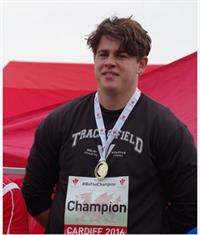 TRACK & FIELD
#BeTheChampion
Champion
CARDIFF 2016